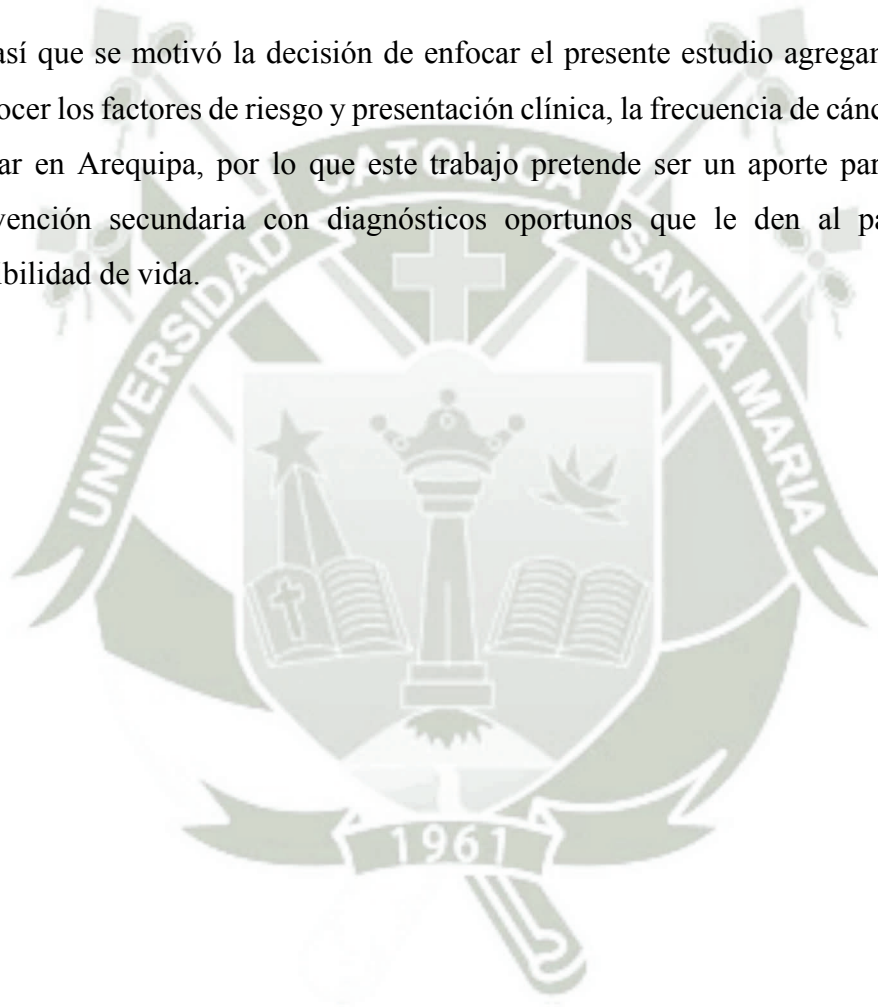 así que se motivó la decisión de enfocar el presente estudio agregar
ocer los factores de riesgo y presentación clínica, la frecuencia de cánc
ar en Arequipa, por lo que este trabajo pretende ser un aporte par
vención secundaria con diagnósticos oportunos que le den al pa
ibilidad de vida.
UNIVERSIDAD CATOLICA SANTA MARIA
1961